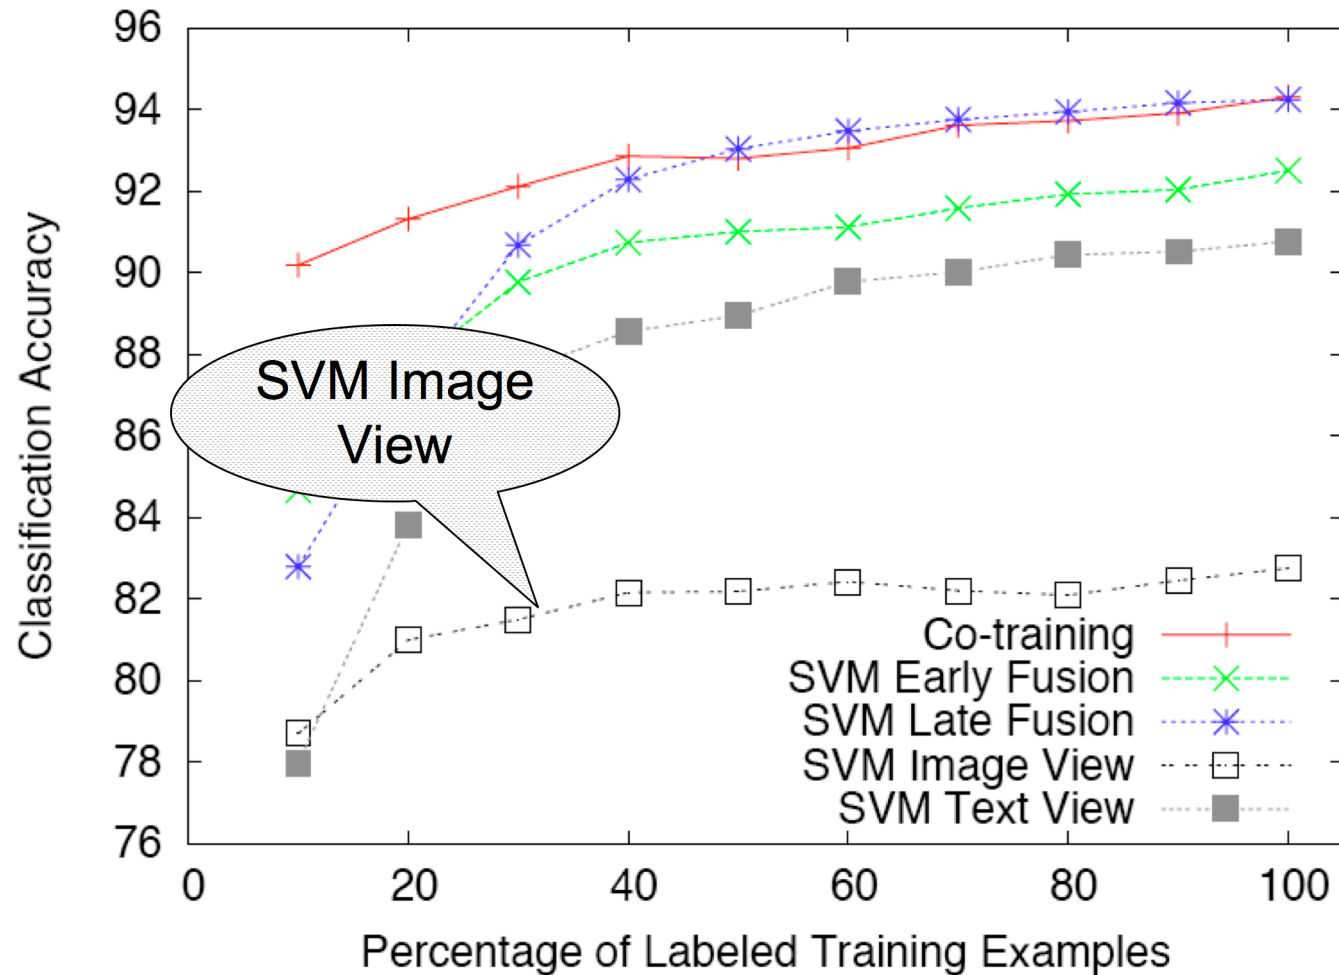 96
94
92
90
88
86
84
82
80
78
76
Classification Accuracy
SVM Image
View
Co-training
SVM Early Fusion
SVM Late Fusion
SVM Image View
SVM Text View
0 20 40 60 80 100
Percentage of Labeled Training Examples